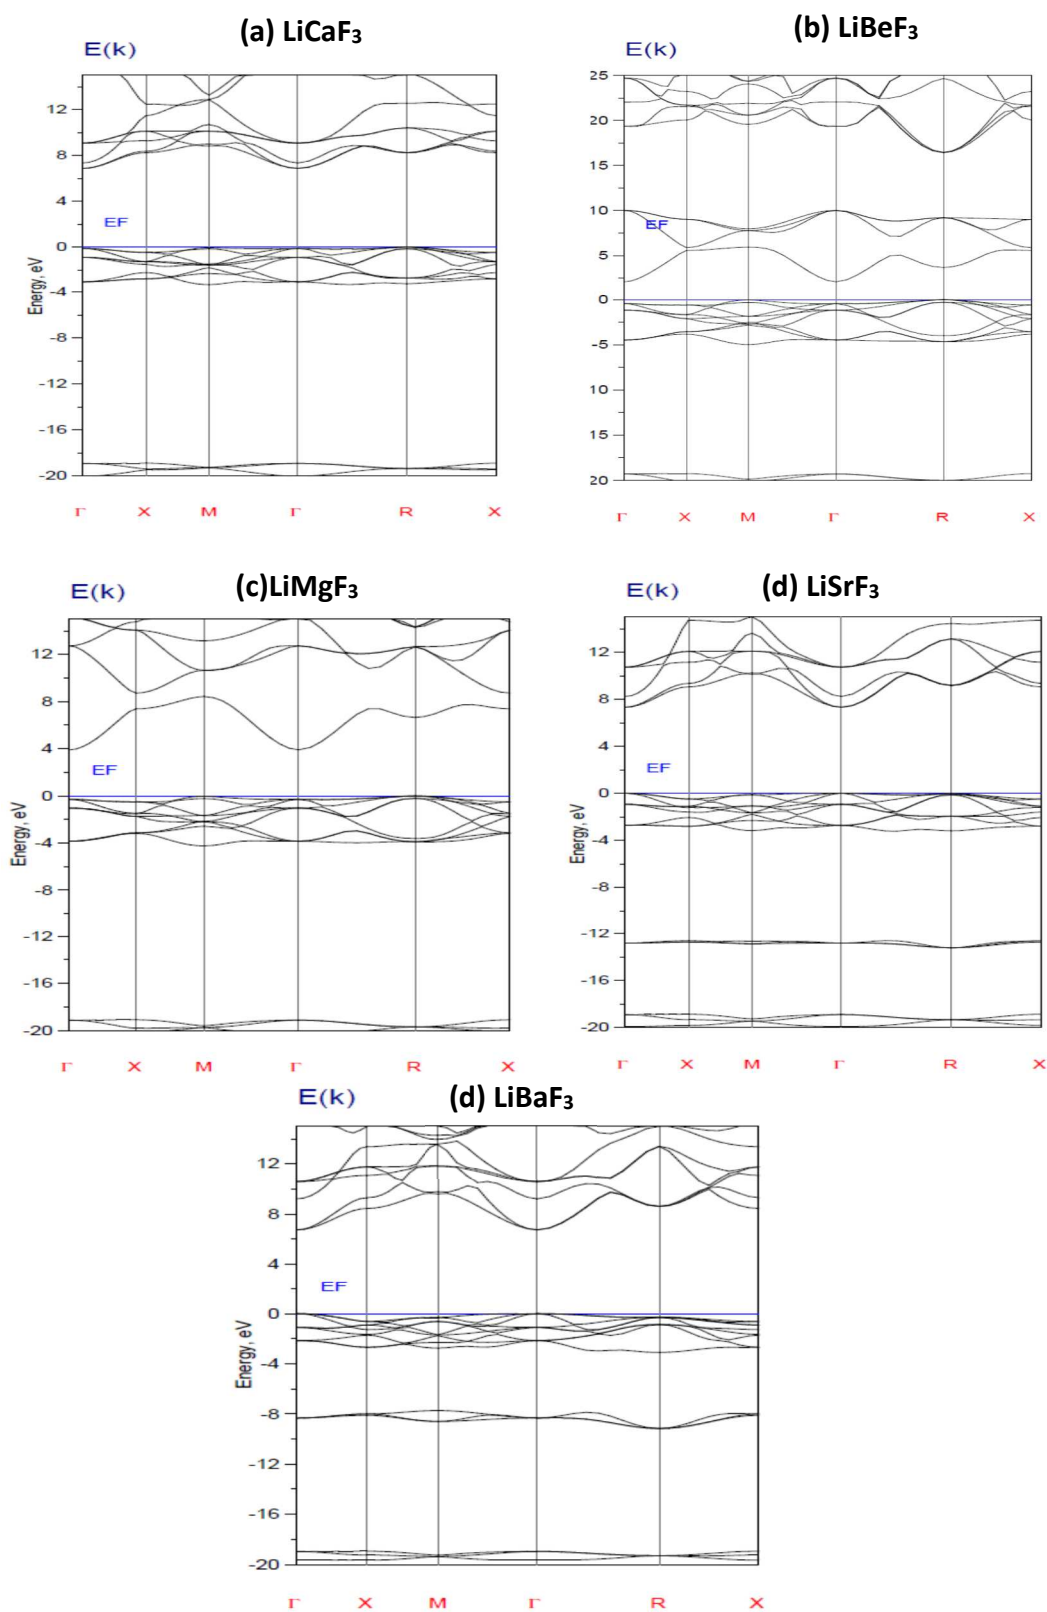 (a) LiCaF₃
E(k)
12
8
4
EF
0
-4
-8
-12
-16
-20
Energy, eV
Γ X M Γ R X
(b) LiBeF₃
E(k)
25
20
15
10
EF
5
0
-5
10
15
20
Γ X M Γ R X
(c)LiMgF₃
E(k)
12
8
4
EF
0
-4
-8
-12
-16
-20
Energy, eV
Γ X M Γ R X
(d) LiSrF₃
E(k)
12
8
4
EF
0
-4
-8
-12
-16
-20
Energy, eV
Γ X M Γ R X
(d) LiBaF₃
E(k)
12
8
4
EF
0
-4
-8
-12
-16
-20
Energy, eV
Γ X M Γ R X